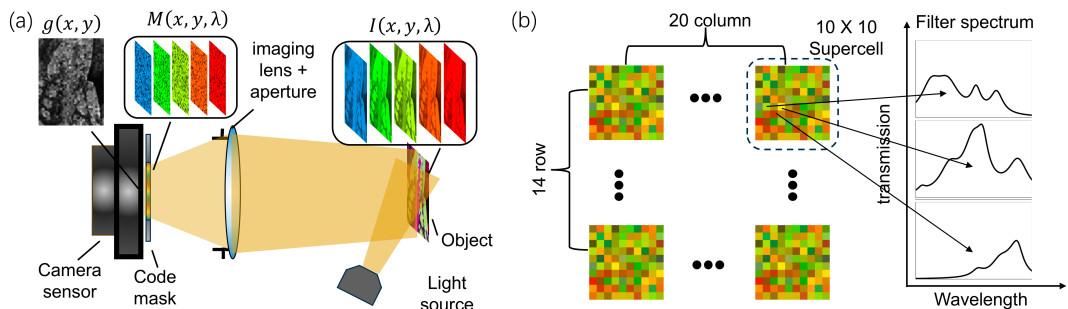 (a)
g(x, y)
M(x, y, λ)
imaging
lens +
aperture
I(x, y, λ)
Camera
sensor
Code
mask
Object
Light
source
(b)
20 column
10 X 10
Supercell
14 row
Filter spectrum
transmission
Wavelength